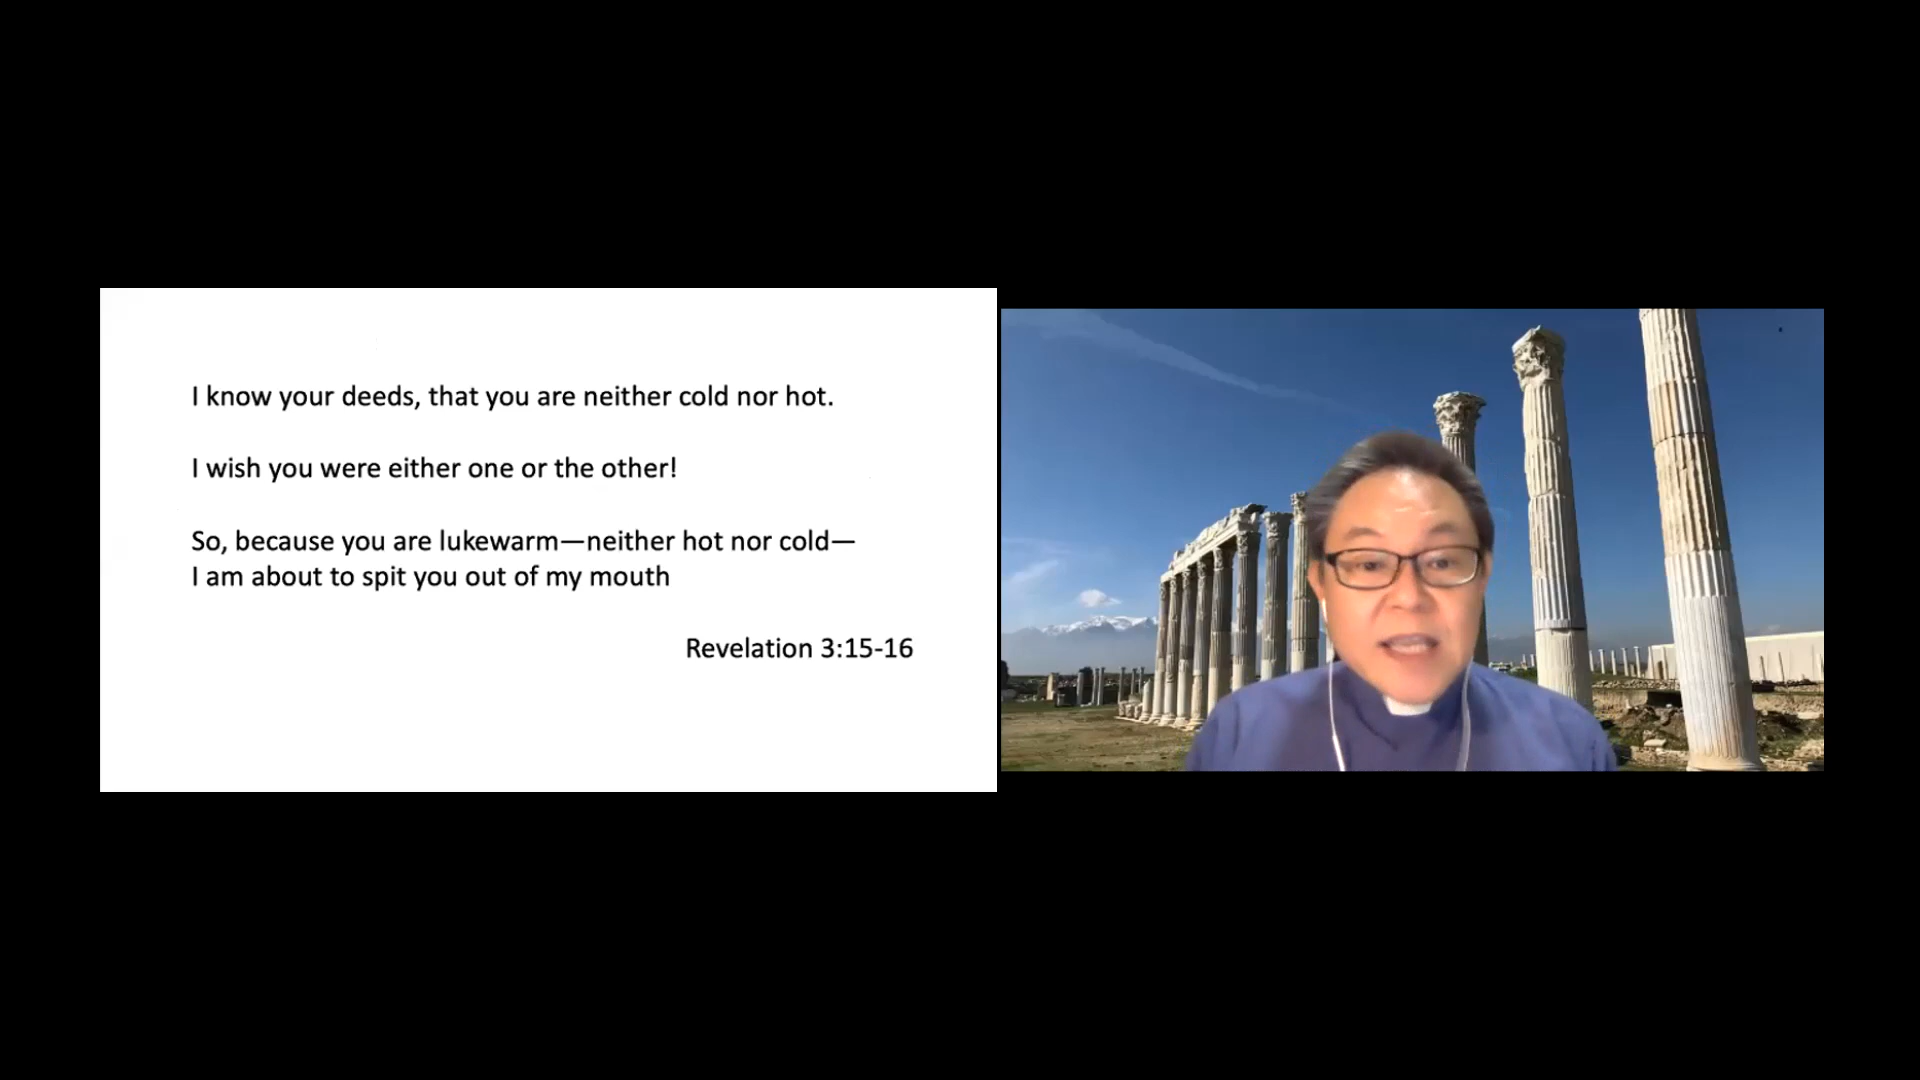 I know your deeds, that you are neither cold nor hot.
I wish you were either one or the other!
So, because you are lukewarm—neither hot nor cold—
I am about to spit you out of my mouth
Revelation 3:15-16